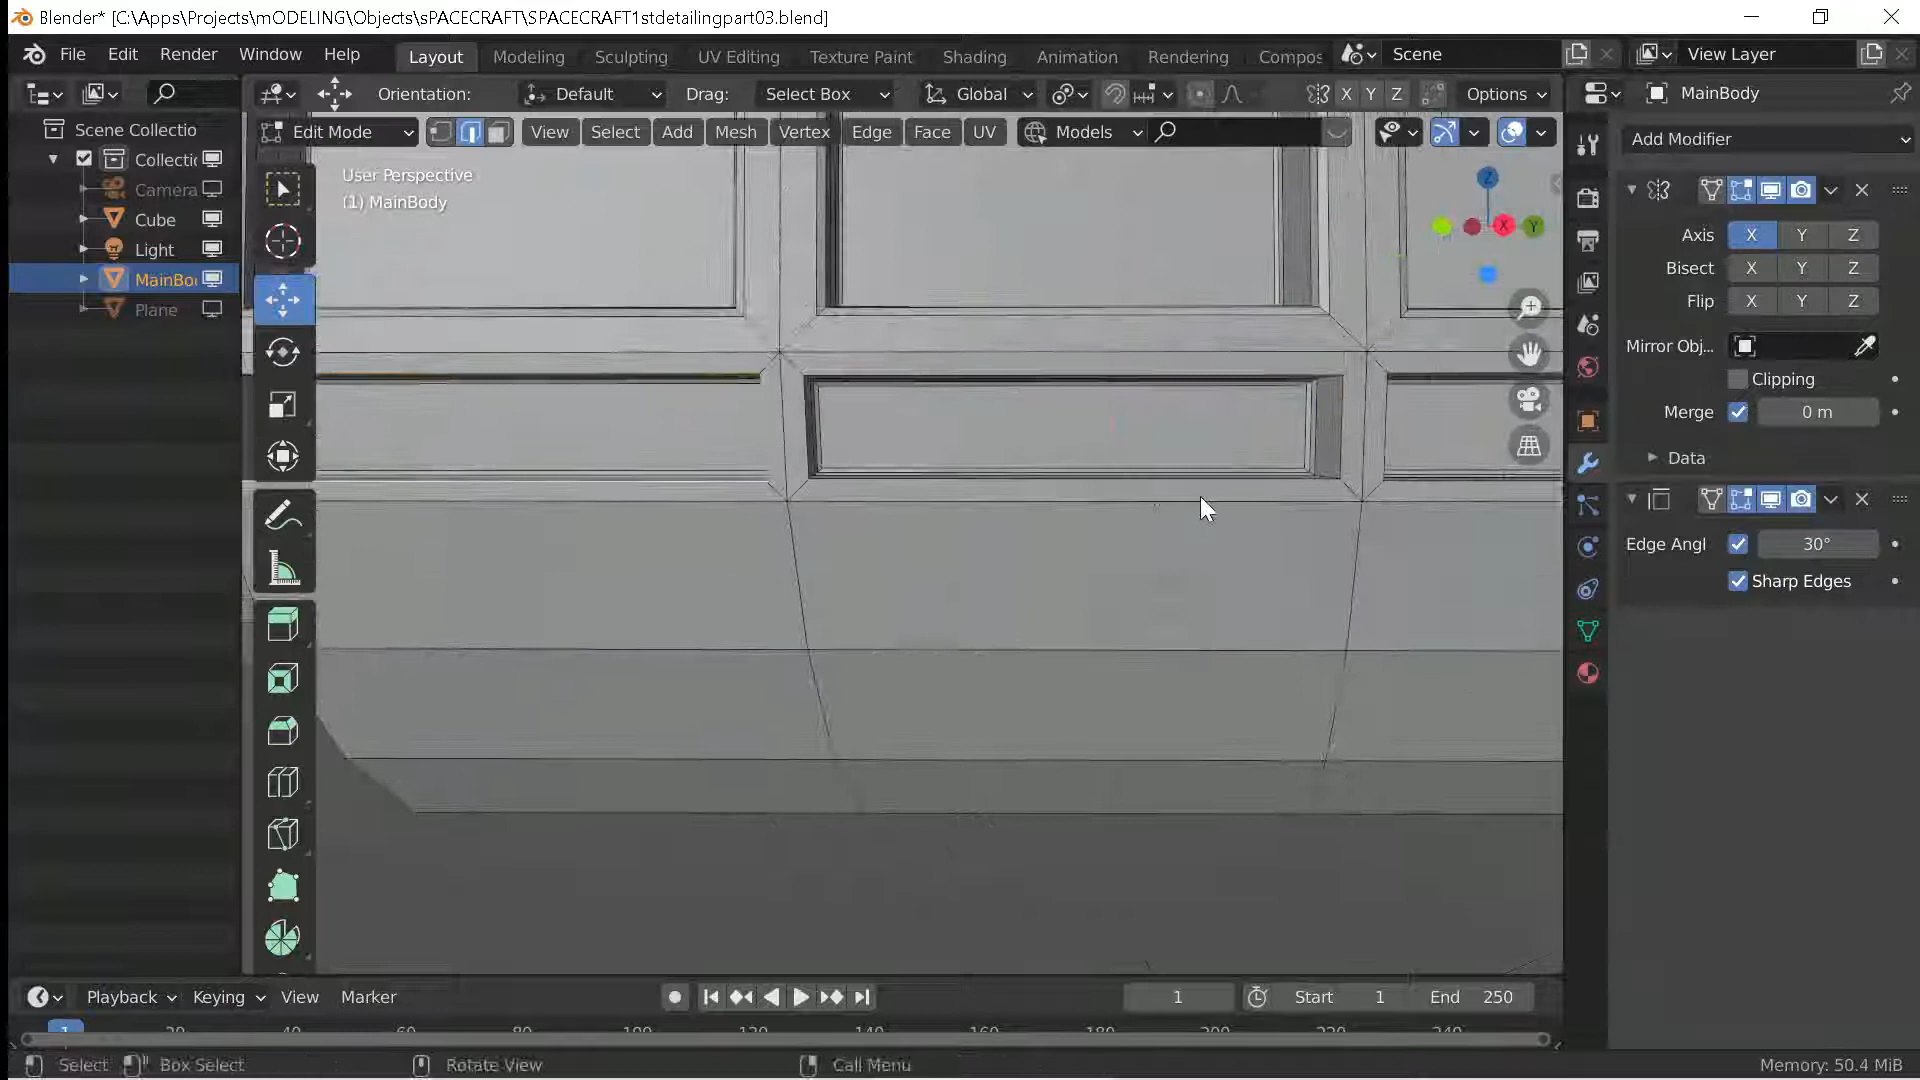 Blender* [C:\Apps\Projects\mODELING\Objects\sPACECRAFT\SPACECRAFT1stdetailingpart03.blend]
File Edit Render Window Help Layout Modeling Sculpting UV Editing Texture Paint Shading Animation Rendering Compos Scene View Layer
Orientation: Default Drag: Select Box Global X Y Z Options MainBody
Scene Collectio Edit Mode View Select Add Mesh Vertex Edge Face UV Models Add Modifier
Collectio
Camera
Cube
Light
MainBo
Plane
User Perspective
(1) MainBody
Z
X Y
Axis X Y Z
Bisect X Y Z
Flip X Y Z
Mirror Obj...
Clipping
Merge 0 m
Data
Edge Angl 30°
Sharp Edges
Playback Keying View Marker 1 Start 1 End 250
1 20 40 60 80 100 120 140 160 180 200 220 240
Select Box Select Rotate View Call Menu Memory: 50.4 MiB